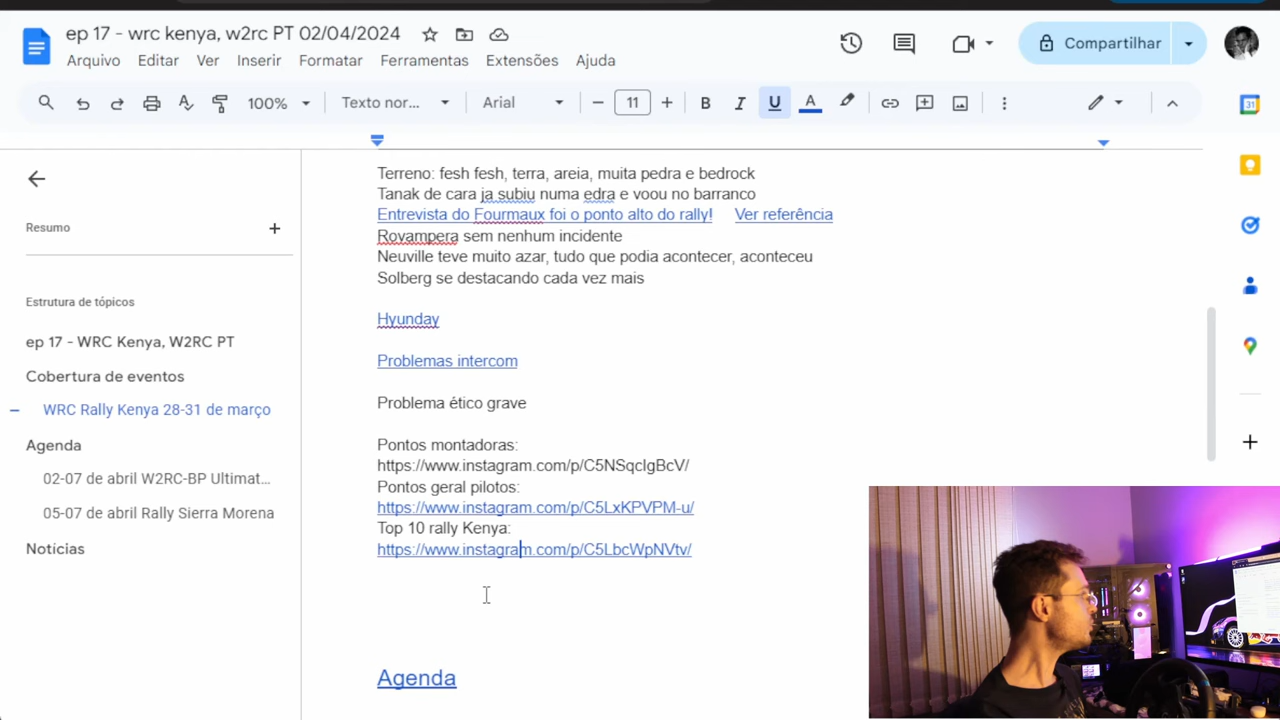 ep 17 - wrc kenya, w2rc PT 02/04/2024
Arquivo Editar Ver Inserir Formatar Ferramentas Extensões Ajuda
Compartilhar
100% Texto nor... Arial 11 B I U A
31
Resumo
Estrutura de tópicos
ep 17 - WRC Kenya, W2RC PT
Cobertura de eventos
WRC Rally Kenya 28-31 de março
Agenda
02-07 de abril W2RC-BP Ultimat...
05-07 de abril Rally Sierra Morena
Noticias
Terreno: fesh fesh, terra, areia, muita pedra e bedrock
Tanak de cara ja subiu numa edra e voou no barranco
Entrevista do Fourmaux foi o ponto alto do rally! Ver referência
Rovampera sem nenhum incidente
Neuville teve muito azar, tudo que podia acontecer, aconteceu
Solberg se destacando cada vez mais
Hyunday
Problemas intercom
Problema ético grave
Pontos montadoras:
https://www.instagram.com/p/C5NSqcIgBcV/
Pontos geral pilotos:
https://www.instagram.com/p/C5LxKPVPM-u/
Top 10 rally Kenya:
https://www.instagram.com/p/C5LbcWpNVtv/
Agenda